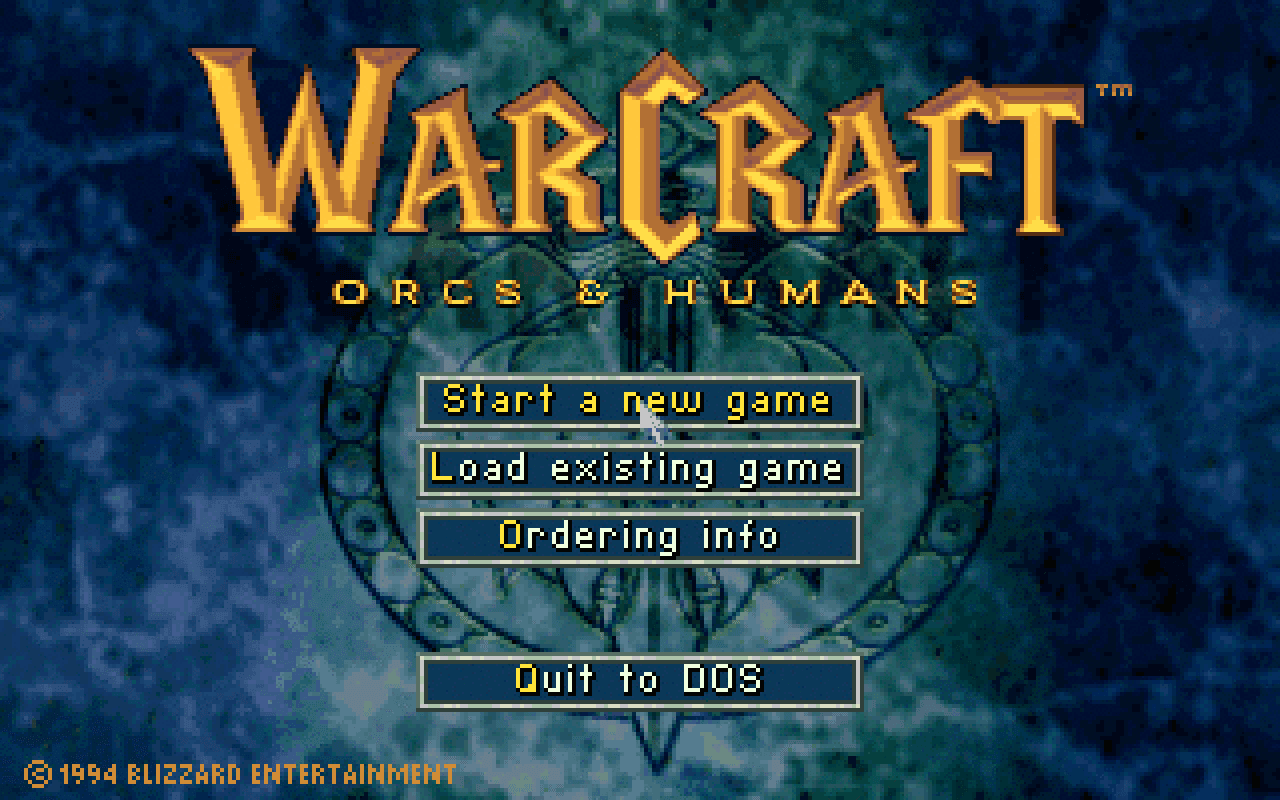 WARCRAFT™
ORCS & HUMANS
Start a new game
Load existing game
Ordering info
Quit to DOS
© 1994 BLIZZARD ENTERTAINMENT